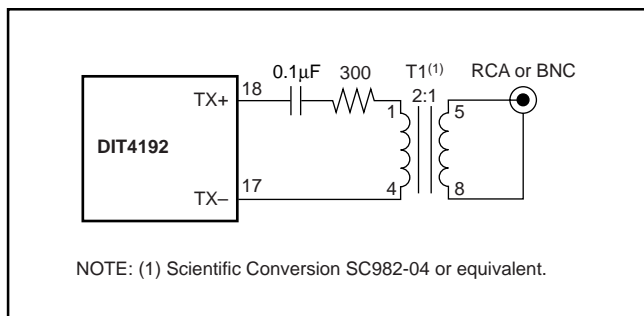 0.1µF 300 T1(1) RCA or BNC
TX+ 18 2:1
1 5
DIT4192
4 8
TX– 17
NOTE: (1) Scientific Conversion SC982-04 or equivalent.